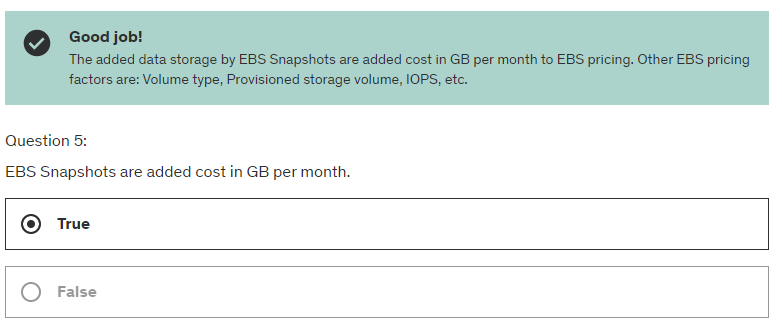 Good job!
The added data storage by EBS Snapshots are added cost in GB per month to EBS pricing. Other EBS pricing
factors are: Volume type, Provisioned storage volume, IOPS, etc.
Question 5:
EBS Snapshots are added cost in GB per month.
True
False